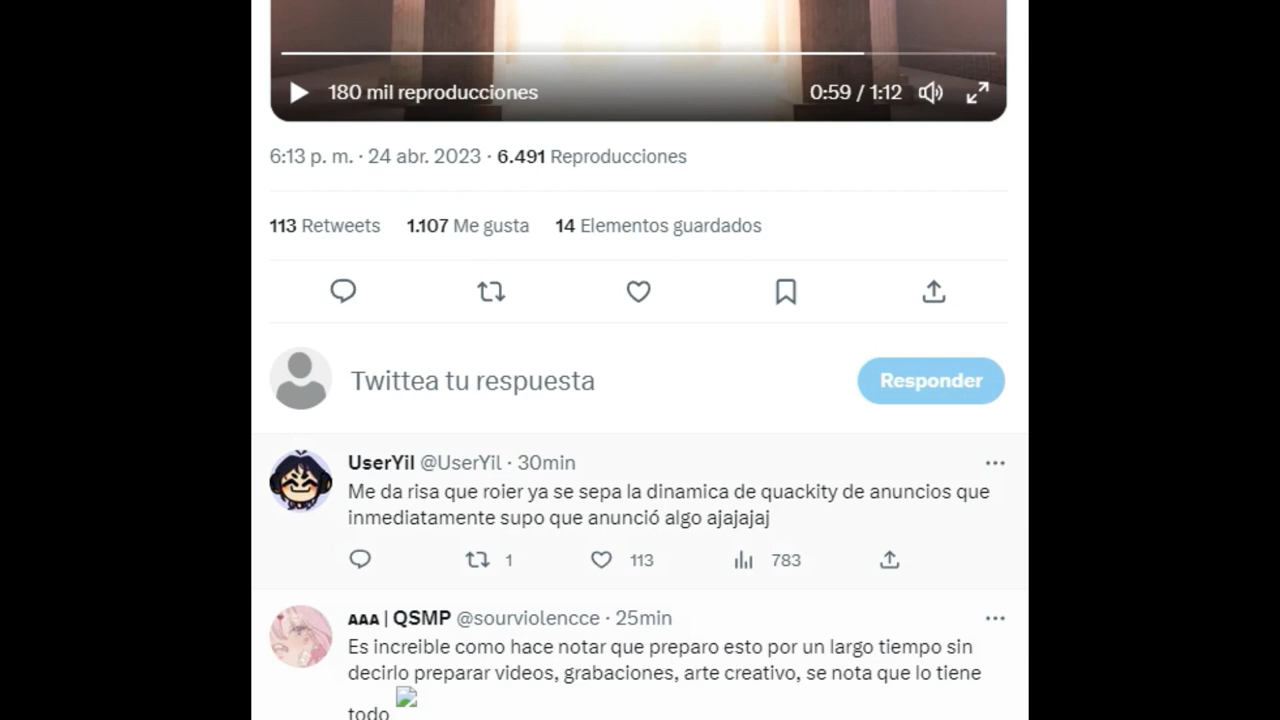 180 mil reproducciones 0:59 / 1:12
6:13 p. m. · 24 abr. 2023 · 6.491 Reproducciones
113 Retweets 1.107 Me gusta 14 Elementos guardados
Twittea tu respuesta Responder
UserYil @UserYil · 30min
Me da risa que roier ya se sepa la dinamica de quackity de anuncios que
inmediatamente supo que anunció algo ajajajaj
1 113 783
ᴀᴀᴀ | QSMP @sourviolencce · 25min
Es increible como hace notar que preparo esto por un largo tiempo sin
decirlo preparar videos, grabaciones, arte creativo, se nota que lo tiene
todo